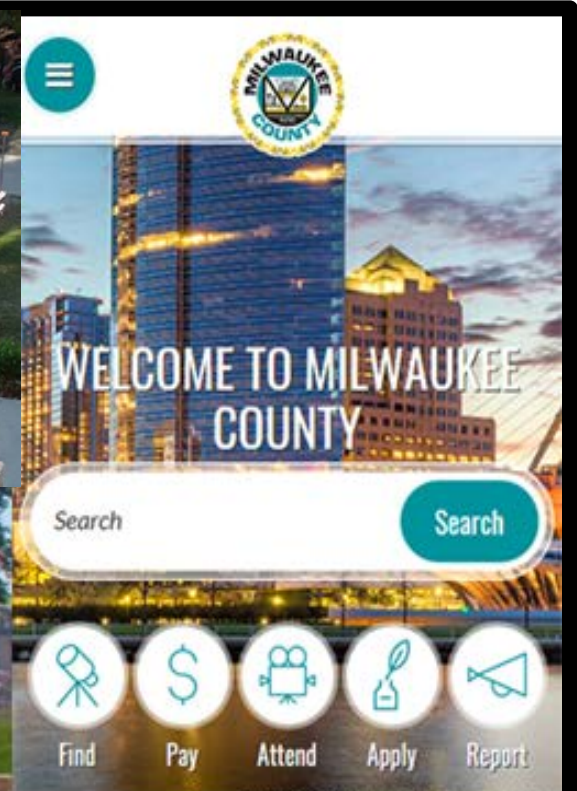 MILWAUKEE
COUNTY
WELCOME TO MILWAUKEE
COUNTY
Search
Search
Find
Pay
Attend
Apply
Report